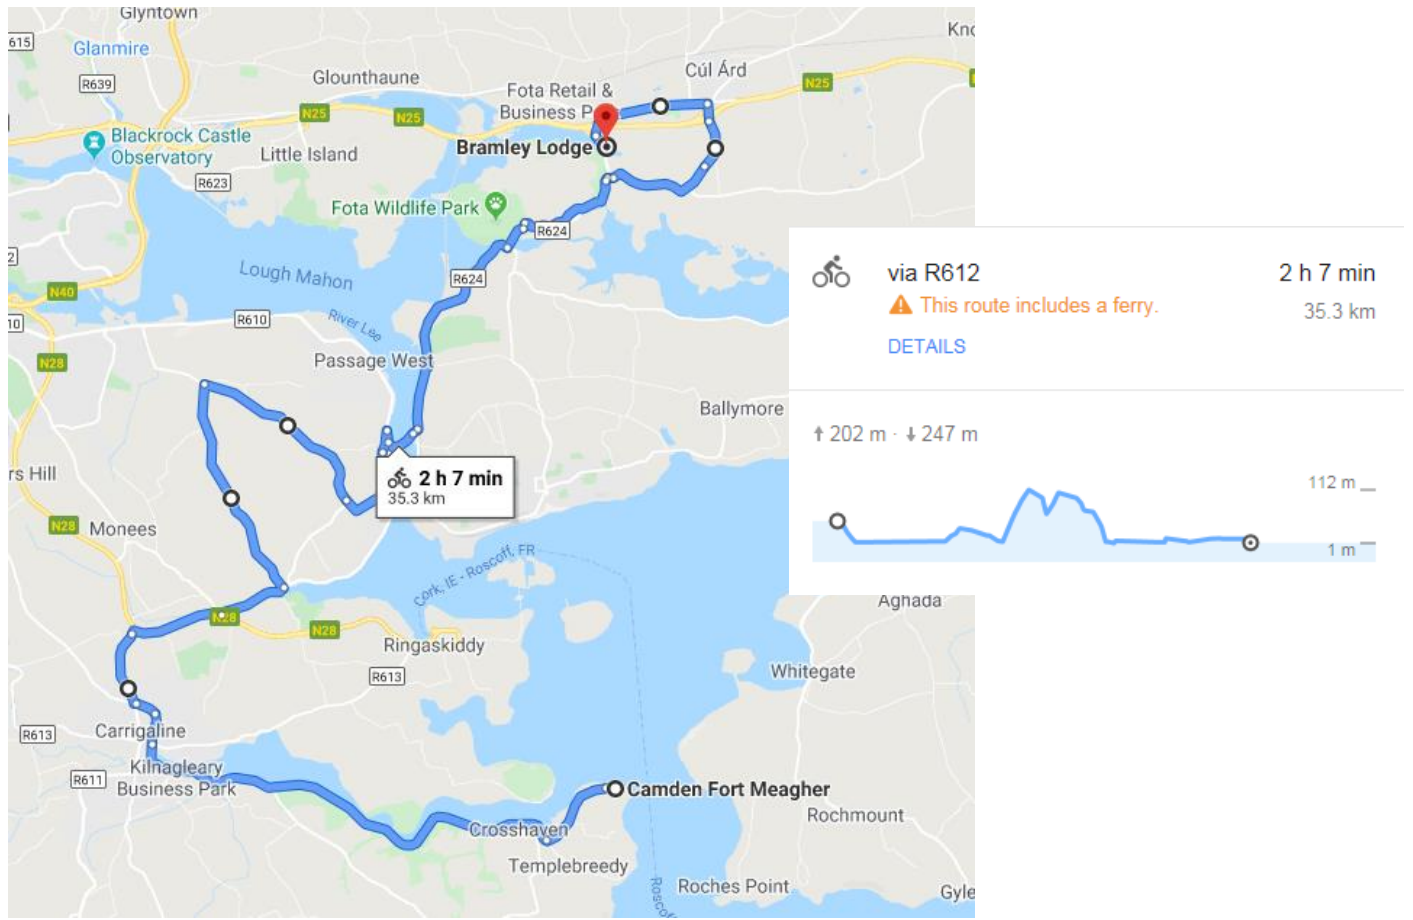 Glyntown
615
Glanmire
Knc
R639
Glounthaune
Cúl Árd
N25
Fota Retail &
Business P
N25
N25
Blackrock Castle
Observatory
Little Island
Bramley Lodge
R623
Fota Wildlife Park
R624
2
Lough Mahon
R624
N40
10
R610
River Lee
N28
Passage West
Ballymore
rs Hill
2 h 7 min
35.3 km
N28
Monees
Cork, IE - Roscoff, FR
Aghada
N28
N28
Ringaskiddy
R613
Whitegate
R613
Carrigaline
Kilnagleary
Business Park
R611
Camden Fort Meagher
Rochmount
Crosshaven
Templebreedy
Roches Point
Roscoff
Gyle
via R612
2 h 7 min
This route includes a ferry.
35.3 km
DETAILS
202 m · 247 m
112 m
1 m